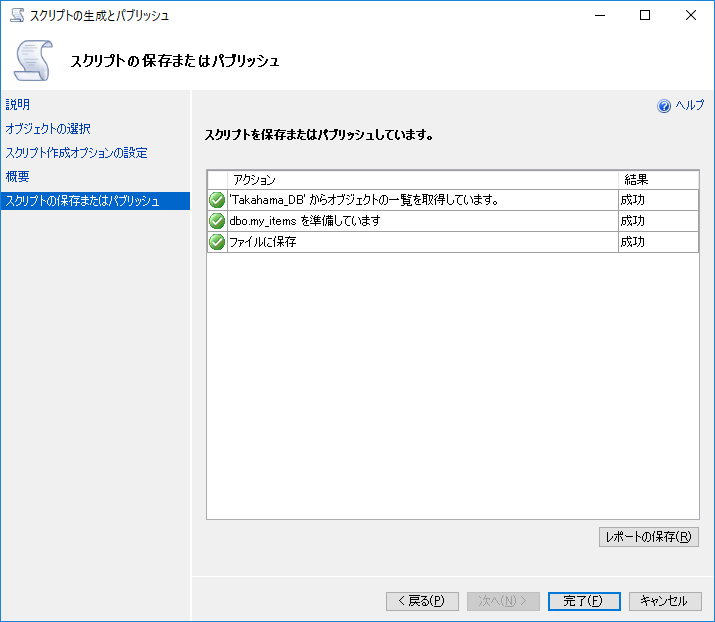 スクリプトの生成とパブリッシュ
スクリプトの保存またはパブリッシュ
説明
オブジェクトの選択
スクリプト作成オプションの設定
概要
スクリプトの保存またはパブリッシュ
ヘルプ
スクリプトを保存またはパブリッシュしています。
アクション 結果
'Takahama_DB' からオブジェクトの一覧を取得しています。 成功
dbo.my_items を準備しています 成功
ファイルに保存 成功
レポートの保存(R)
< 戻る(P) 次へ(N) > 完了(F) キャンセル